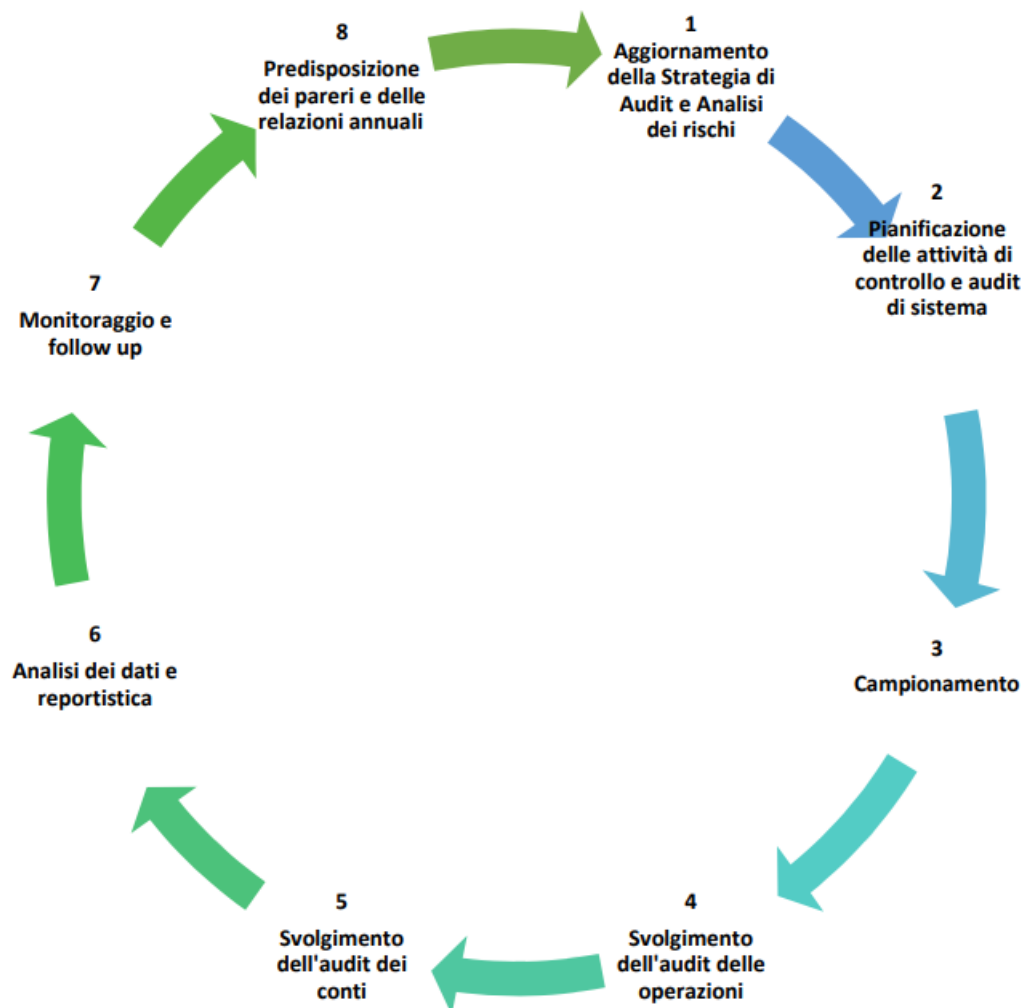 1
Aggiornamento
della Strategia di
Audit e Analisi
dei rischi
2
Pianificazione
delle attività di
controllo e audit
di sistema
3
Campionamento
4
Svolgimento
dell'audit delle
operazioni
5
Svolgimento
dell'audit dei
conti
6
Analisi dei dati e
reportistica
7
Monitoraggio e
follow up
8
Predisposizione
dei pareri e delle
relazioni annuali